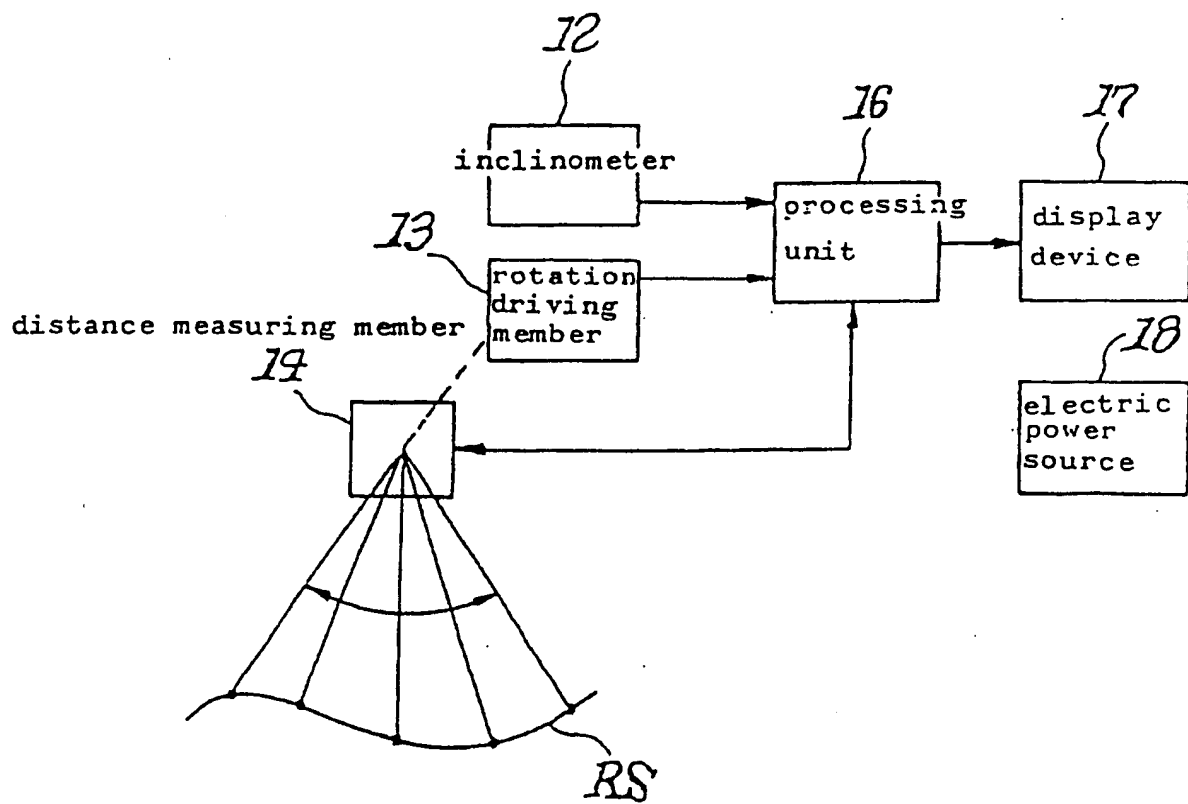 12
inclinometer
16
processing
unit
17
display
device
13
rotation
driving
member
distance measuring member
14
18
electric
power
source
RS